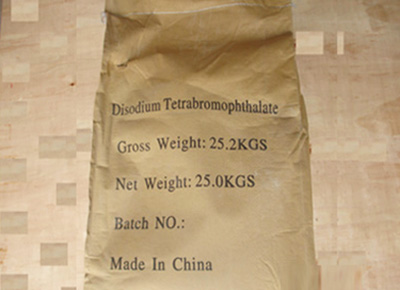 Disodium Tetrabromophthalate
Gross Weight: 25.2KGS
Net Weight: 25.0KGS
Batch NO.:
Made In China